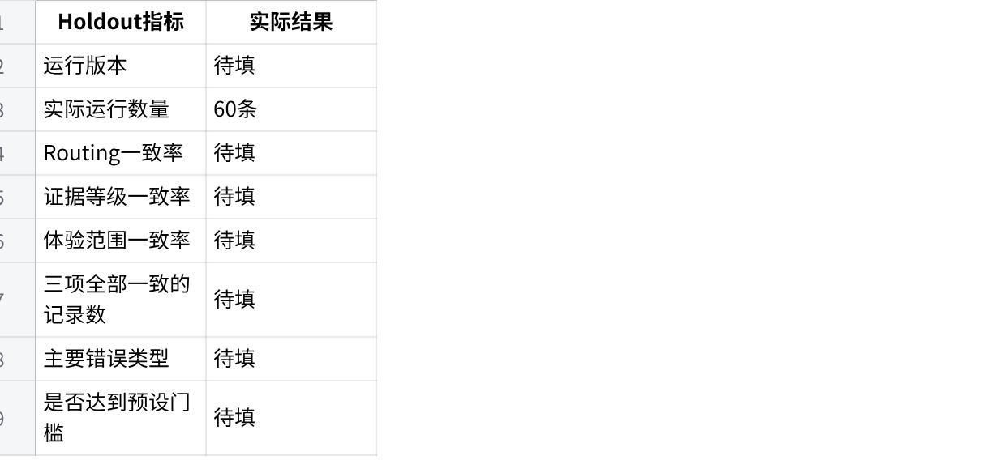 1 Holdout指标 实际结果
2 运行版本 待填
3 实际运行数量 60条
4 Routing一致率 待填
5 证据等级一致率 待填
6 体验范围一致率 待填
7 三项全部一致的
记录数 待填
8 主要错误类型 待填
9 是否达到预设门
槛 待填